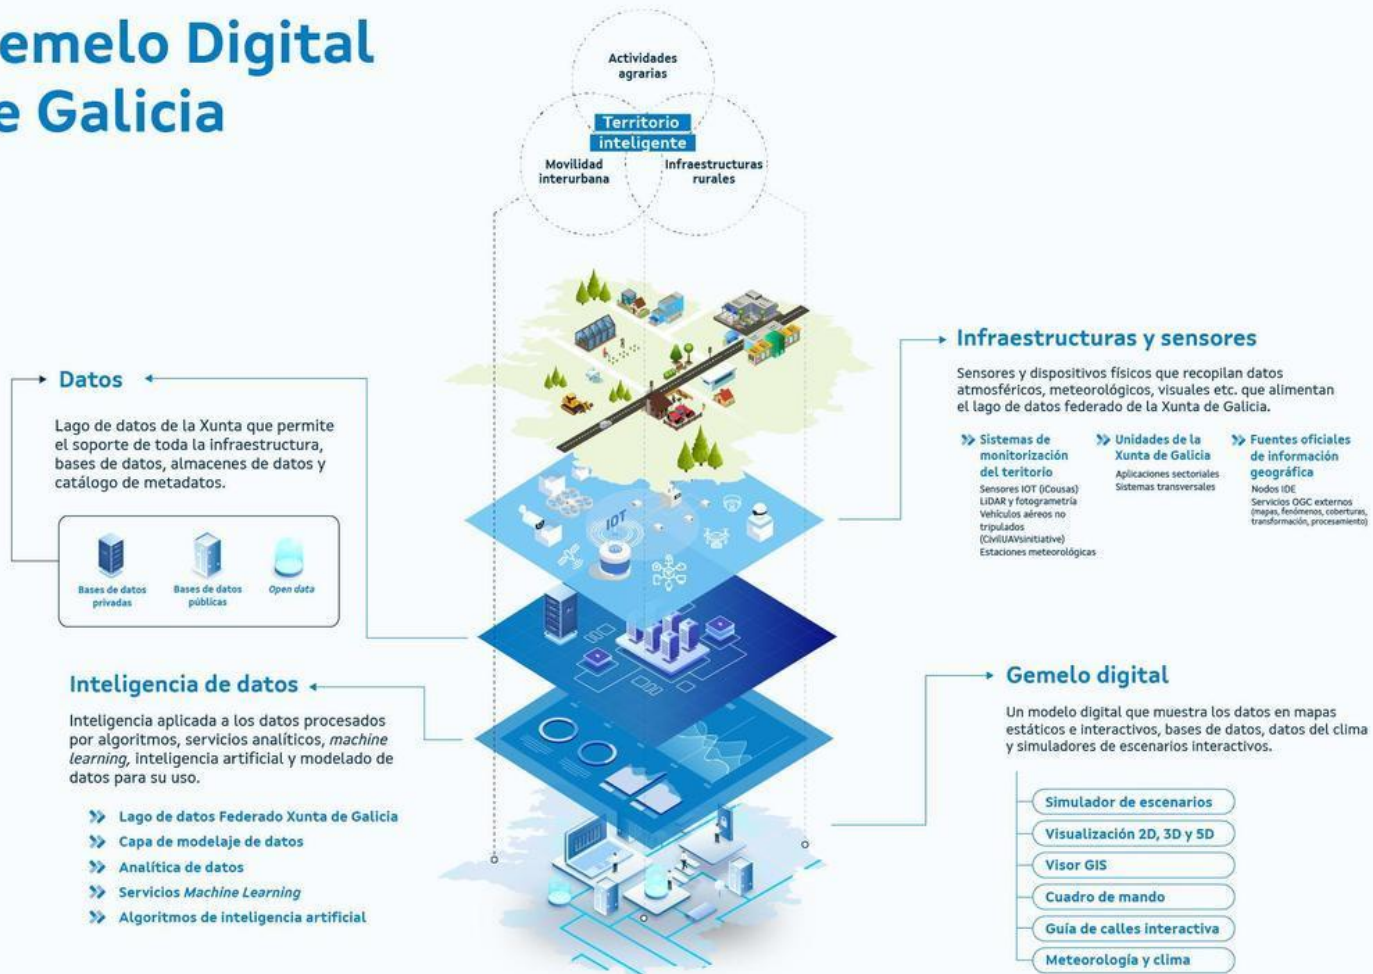 emelo Digital
e Galicia
Actividades
agrarias
Territorio
inteligente
Movilidad
interurbana
Infraestructuras
rurales
Datos
Lago de datos de la Xunta que permite
el soporte de toda la infraestructura,
bases de datos, almacenes de datos y
catálogo de metadatos.
Bases de datos
privadas
Bases de datos
públicas
Open data
Inteligencia de datos
Inteligencia aplicada a los datos procesados
por algoritmos, servicios analíticos, machine
learning, inteligencia artificial y modelado de
datos para su uso.
Lago de datos Federado Xunta de Galicia
Capa de modelaje de datos
Analítica de datos
Servicios Machine Learning
Algoritmos de inteligencia artificial
IOT
Infraestructuras y sensores
Sensores y dispositivos físicos que recopilan datos
atmosféricos, meteorológicos, visuales etc. que alimentan
el lago de datos federado de la Xunta de Galicia.
Sistemas de
monitorización
del teritorio
Sensores IOT (iCousas)
LiDAR y fotogrametría
Vehículos aéreos no
tripulados
(CivilUAVsinitiative)
Estaciones meteorológicas
Unidades de la
Xunta de Galicia
Aplicaciones sectoriales
Sistemas transversales
Fuentes oficiales
de información
geográfica
Nodos IDE
Servicios OGC externos
(mapas, fenómenos, coberturas,
transformación, procesamiento)
Gemelo digital
Un modelo digital que muestra los datos en mapas
estáticos e interactivos, bases de datos, datos del clima
y simuladores de escenarios interactivos.
Simulador de escenarios
Visualización 2D, 3D y 5D
Visor GIS
Cuadro de mando
Guía de calles interactiva
Meteorología y clima